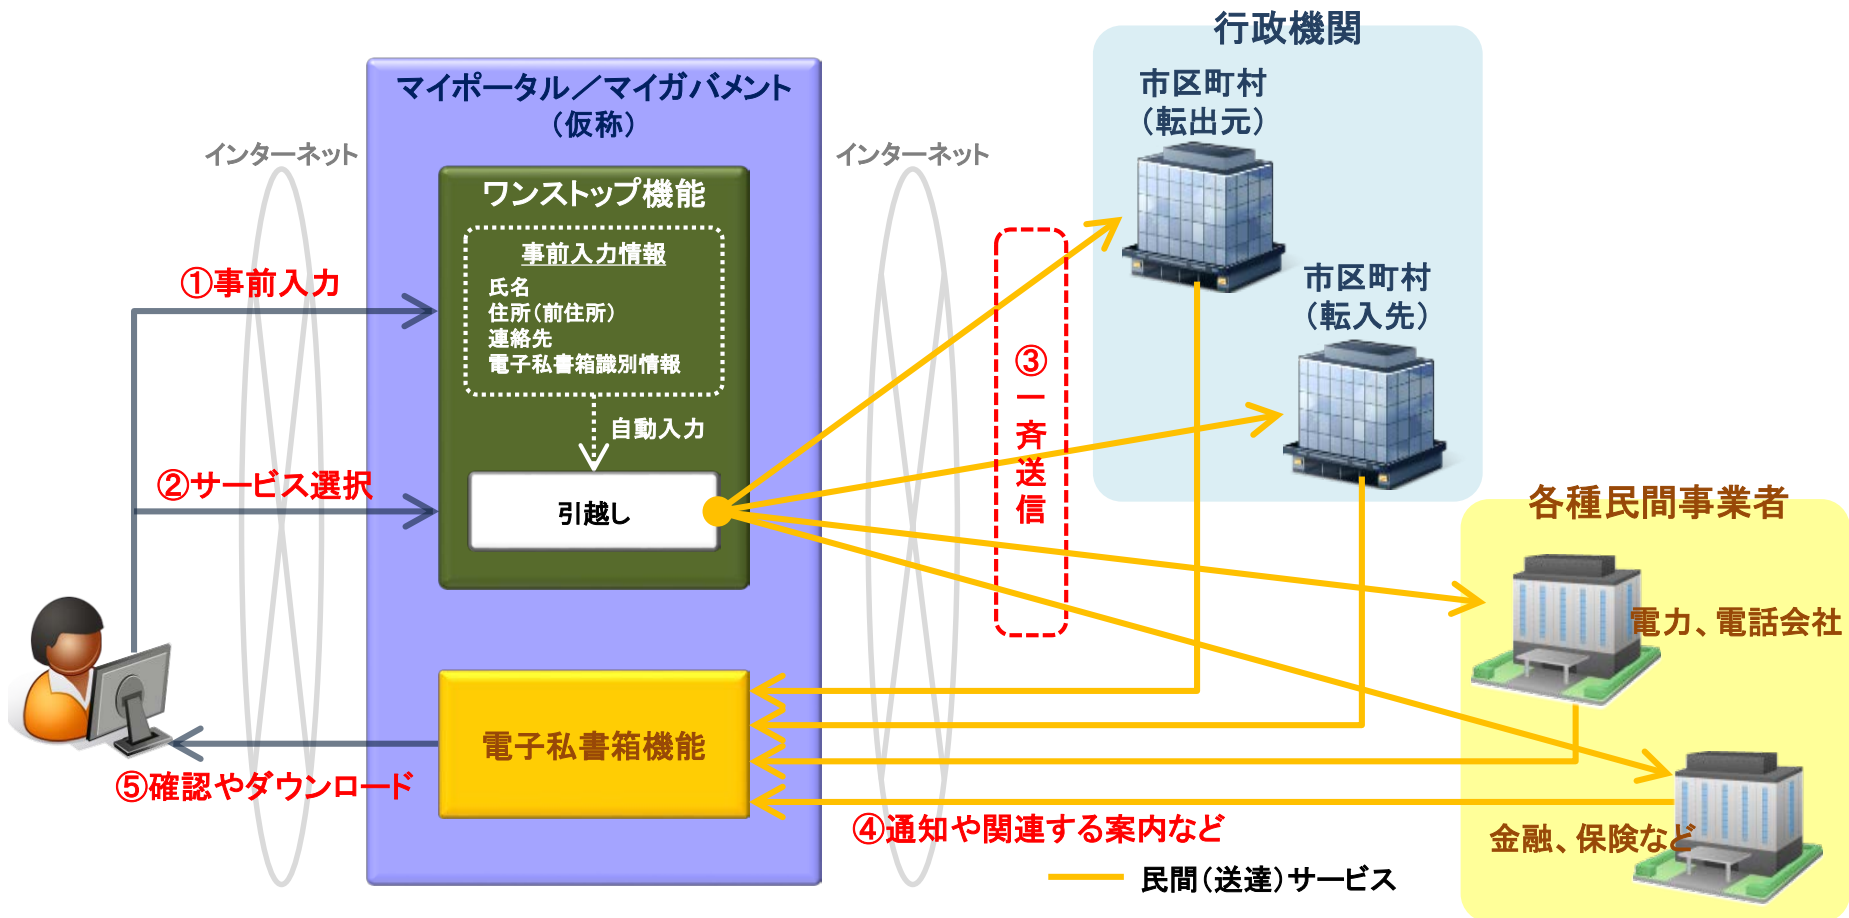 行政機関
市区町村
（転出元）
マイポータル／マイガバメント
（仮称）
インターネット
インターネット
ワンストップ機能
事前入力情報
氏名
住所（前住所）
連絡先
電子私書箱識別情報
自動入力
引越し
①事前入力
②サービス選択
③一斉送信
市区町村
（転入先）
各種民間事業者
電力、電話会社
金融、保険など
電子私書箱機能
⑤確認やダウンロード
④通知や関連する案内など
民間（送達）サービス